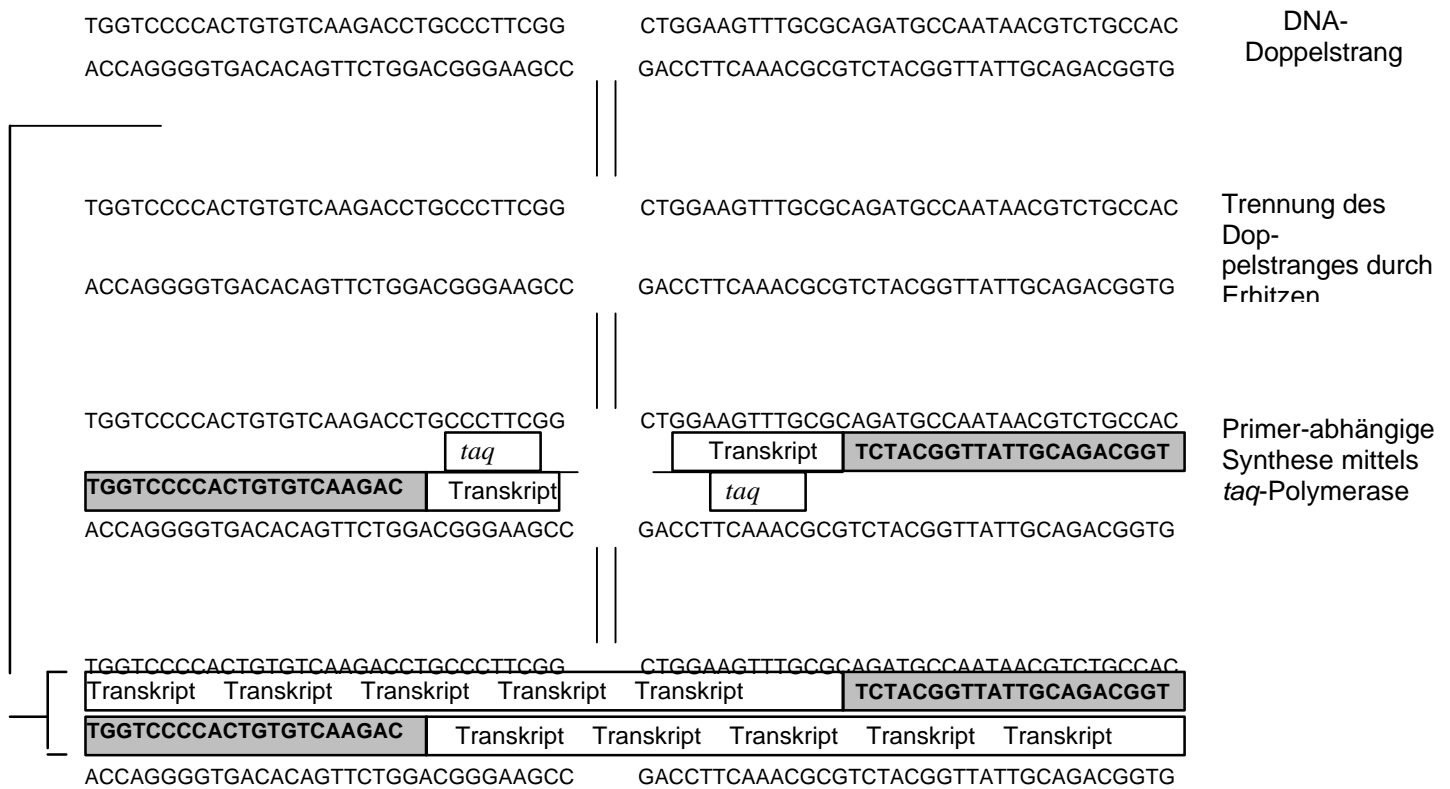 TGGTCCCCACTGTGTCAAGACCTGCCCTTCGG CTGGAAGTTTGCGCAGATGCCAATAACGTCTGCCAC
ACCAGGGGTGACACAGTTCTGGACGGGAAGCC GACCTTCAAACGCGTCTACGGTTATTGCAGACGGTG
DNA-
Doppelstrang
TGGTCCCCACTGTGTCAAGACCTGCCCTTCGG CTGGAAGTTTGCGCAGATGCCAATAACGTCTGCCAC
ACCAGGGGTGACACAGTTCTGGACGGGAAGCC GACCTTCAAACGCGTCTACGGTTATTGCAGACGGTG
Trennung des
Dop-
pelstranges durch
Erhitzen
TGGTCCCCACTGTGTCAAGACCTGCCCTTCGG CTGGAAGTTTGCGCAGATGCCAATAACGTCTGCCAC
taq Transkript TCTACGGTTATTGCAGACGGT
TGGTCCCCACTGTGTCAAGAC Transkript taq
ACCAGGGGTGACACAGTTCTGGACGGGAAGCC GACCTTCAAACGCGTCTACGGTTATTGCAGACGGTG
Primer-abhängige
Synthese mittels
taq-Polymerase
TGGTCCCCACTGTGTCAAGACCTGCCCTTCGG CTGGAAGTTTGCGCAGATGCCAATAACGTCTGCCAC
Transkript Transkript Transkript Transkript Transkript TCTACGGTTATTGCAGACGGT
TGGTCCCCACTGTGTCAAGAC Transkript Transkript Transkript Transkript Transkript
ACCAGGGGTGACACAGTTCTGGACGGGAAGCC GACCTTCAAACGCGTCTACGGTTATTGCAGACGGTG